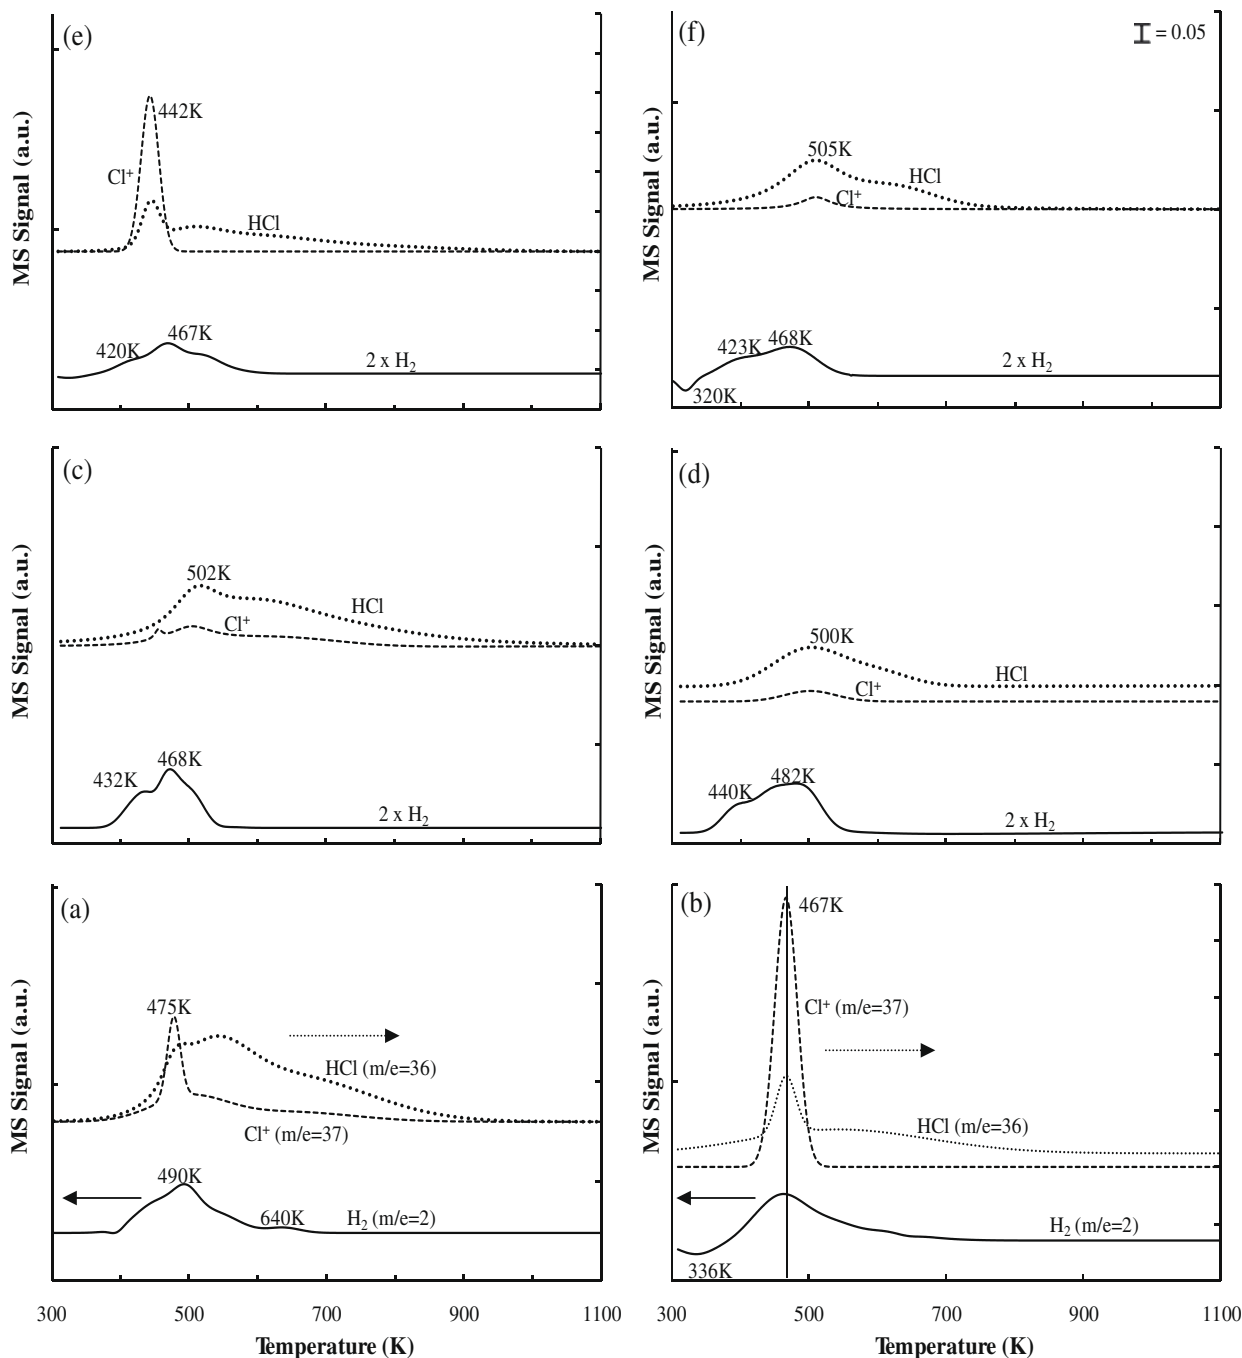 (e)
MS Signal (a.u.)
442K
Cl⁺
HCl
420K
467K
2 x H₂
(f)
= 0.05
MS Signal (a.u.)
505K
HCl
Cl⁺
423K
468K
2 x H₂
320K
(c)
MS Signal (a.u.)
502K
HCl
Cl⁺
432K
468K
2 x H₂
(d)
MS Signal (a.u.)
500K
HCl
Cl⁺
440K
482K
2 x H₂
(a)
MS Signal (a.u.)
475K
HCl (m/e=36)
Cl⁺ (m/e=37)
490K
640K
H₂ (m/e=2)
300 500 700 900 1100
Temperature (K)
(b)
MS Signal (a.u.)
467K
Cl⁺ (m/e=37)
HCl (m/e=36)
H₂ (m/e=2)
336K
300 500 700 900 1100
Temperature (K)